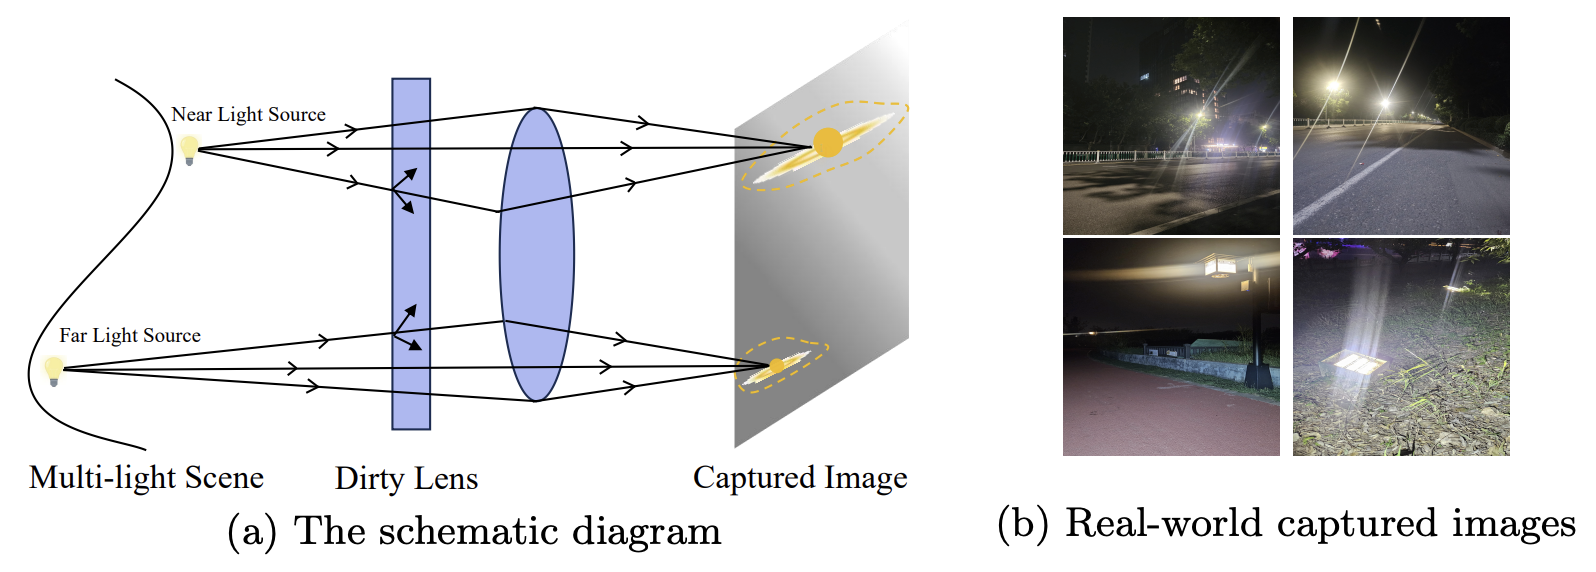 Near Light Source
Far Light Source
Multi-light Scene
Dirty Lens
Captured Image
(a) The schematic diagram
(b) Real-world captured images